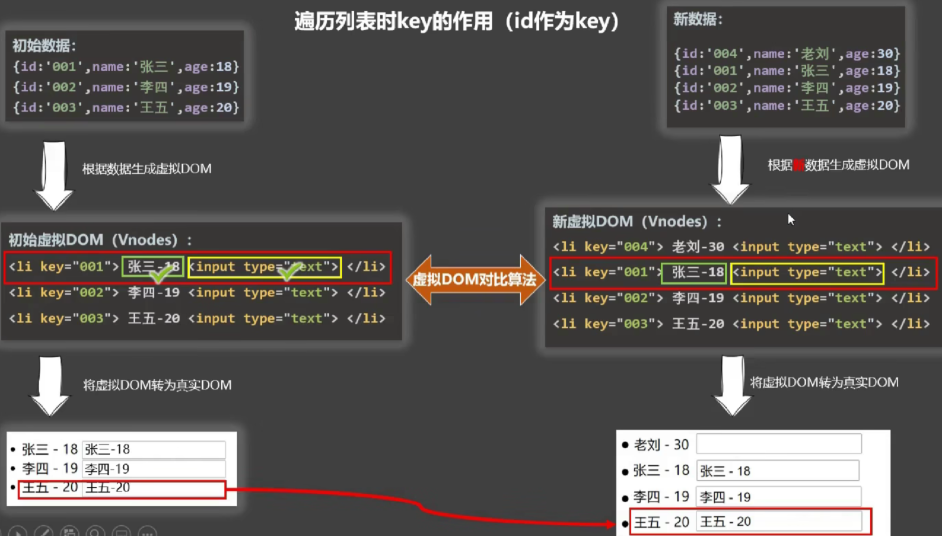 遍历列表时key的作用（id作为key）
初始数据：
{id:'001',name:'张三',age:18}
{id:'002',name:'李四',age:19}
{id:'003',name:'王五',age:20}
新数据：
{id:'004',name:'老刘',age:30}
{id:'001',name:'张三',age:18}
{id:'002',name:'李四',age:19}
{id:'003',name:'王五',age:20}
根据数据生成虚拟DOM
根据数据生成虚拟DOM
初始虚拟DOM（Vnodes）：
<li key="001"> 张三-18 <input type="text"> </li>
<li key="002"> 李四-19 <input type="text"> </li>
<li key="003"> 王五-20 <input type="text"> </li>
虚拟DOM对比算法
新虚拟DOM（Vnodes）：
<li key="004"> 老刘-30 <input type="text"> </li>
<li key="001"> 张三-18 <input type="text"> </li>
<li key="002"> 李四-19 <input type="text"> </li>
<li key="003"> 王五-20 <input type="text"> </li>
将虚拟DOM转为真实DOM
将虚拟DOM转为真实DOM
• 张三 - 18 张三-18
• 李四 - 19 李四-19
• 王五 - 20 王五-20
• 老刘 - 30
• 张三 - 18 张三 - 18
• 李四 - 19 李四 - 19
• 王五 - 20 王五 - 20